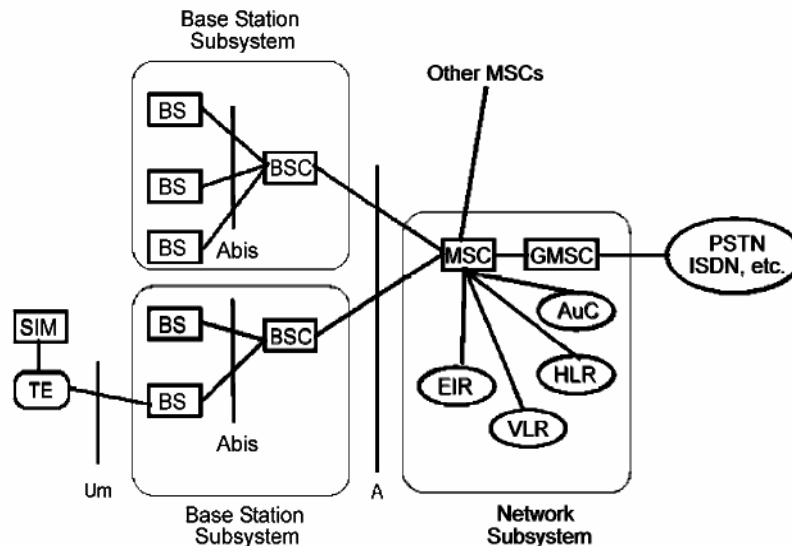 Base Station
Subsystem
Other MSCs
BS
BSC
BS
BS
Abis
MSC
GMSC
PSTN
ISDN, etc.
AuC
SIM
BS
BSC
HLR
EIR
TE
BS
VLR
Abis
Um
A
Base Station
Subsystem
Network
Subsystem